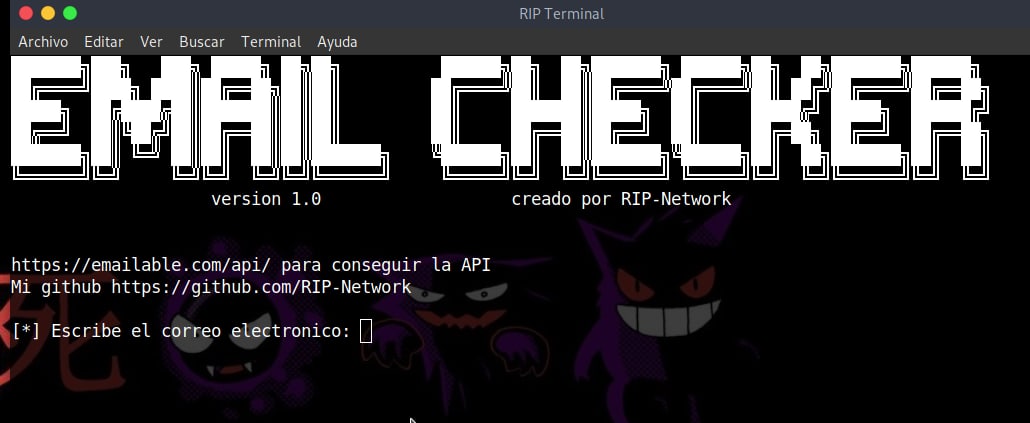 RIP Terminal
Archivo Editar Ver Buscar Terminal Ayuda
EMAIL CHECKER
version 1.0 creado por RIP-Network
https://emailable.com/api/ para conseguir la API
Mi github https://github.com/RIP-Network
[*] Escribe el correo electronico:
死